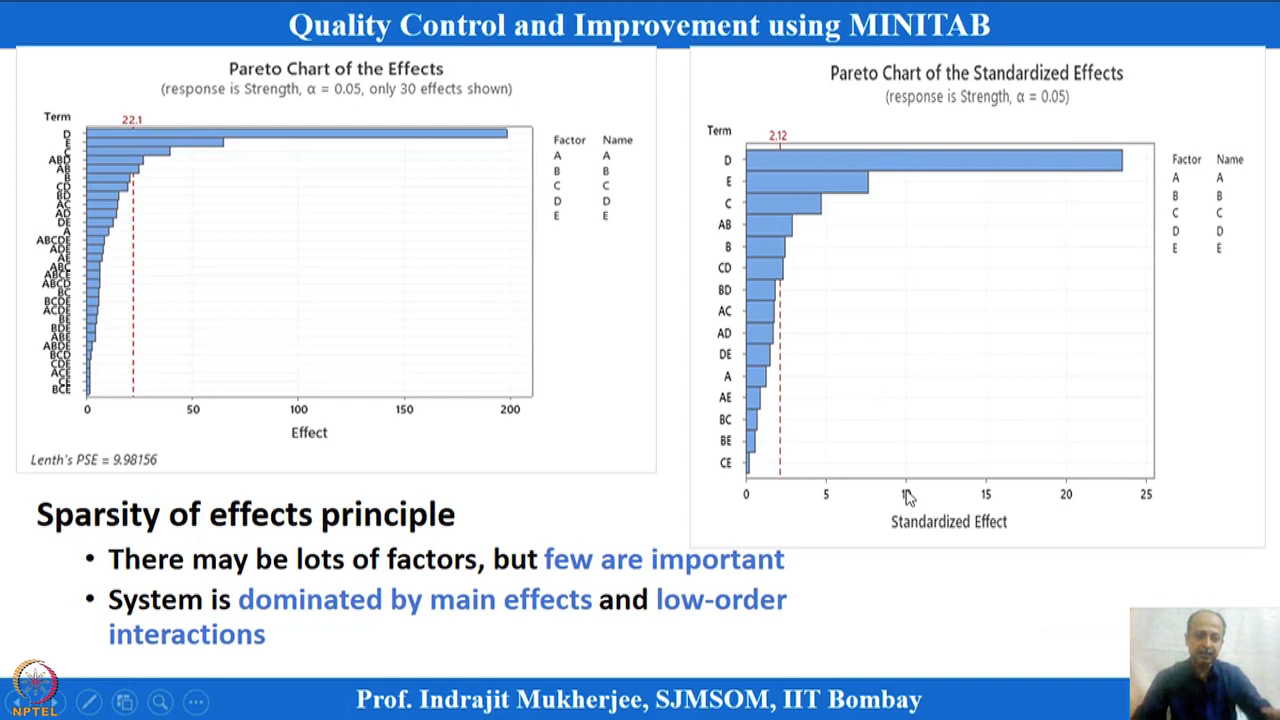 Quality Control and Improvement using MINITAB
Pareto Chart of the Effects
(response is Strength, α = 0.05, only 30 effects shown)
Term
22.1
D
E
C
ABD
AB
B
CD
BD
AC
AD
DE
A
ABCDE
ADE
AE
ABC
ABCE
ABCD
BC
BCDE
ACDE
BE
BDE
ABE
ABDE
BCD
CDE
ACE
CE
BCE
0 50 100 150 200
Effect
Factor Name
A A
B B
C C
D D
E E
Lenth's PSE = 9.98156
Pareto Chart of the Standardized Effects
(response is Strength, α = 0.05)
Term
2.12
D
E
C
AB
B
CD
BD
AC
AD
DE
A
AE
BC
BE
CE
0 5 10 15 20 25
Standardized Effect
Factor Name
A A
B B
C C
D D
E E
Sparsity of effects principle
• There may be lots of factors, but few are important
• System is dominated by main effects and low-order
interactions
NPTEL
Prof. Indrajit Mukherjee, SJMSOM, IIT Bombay